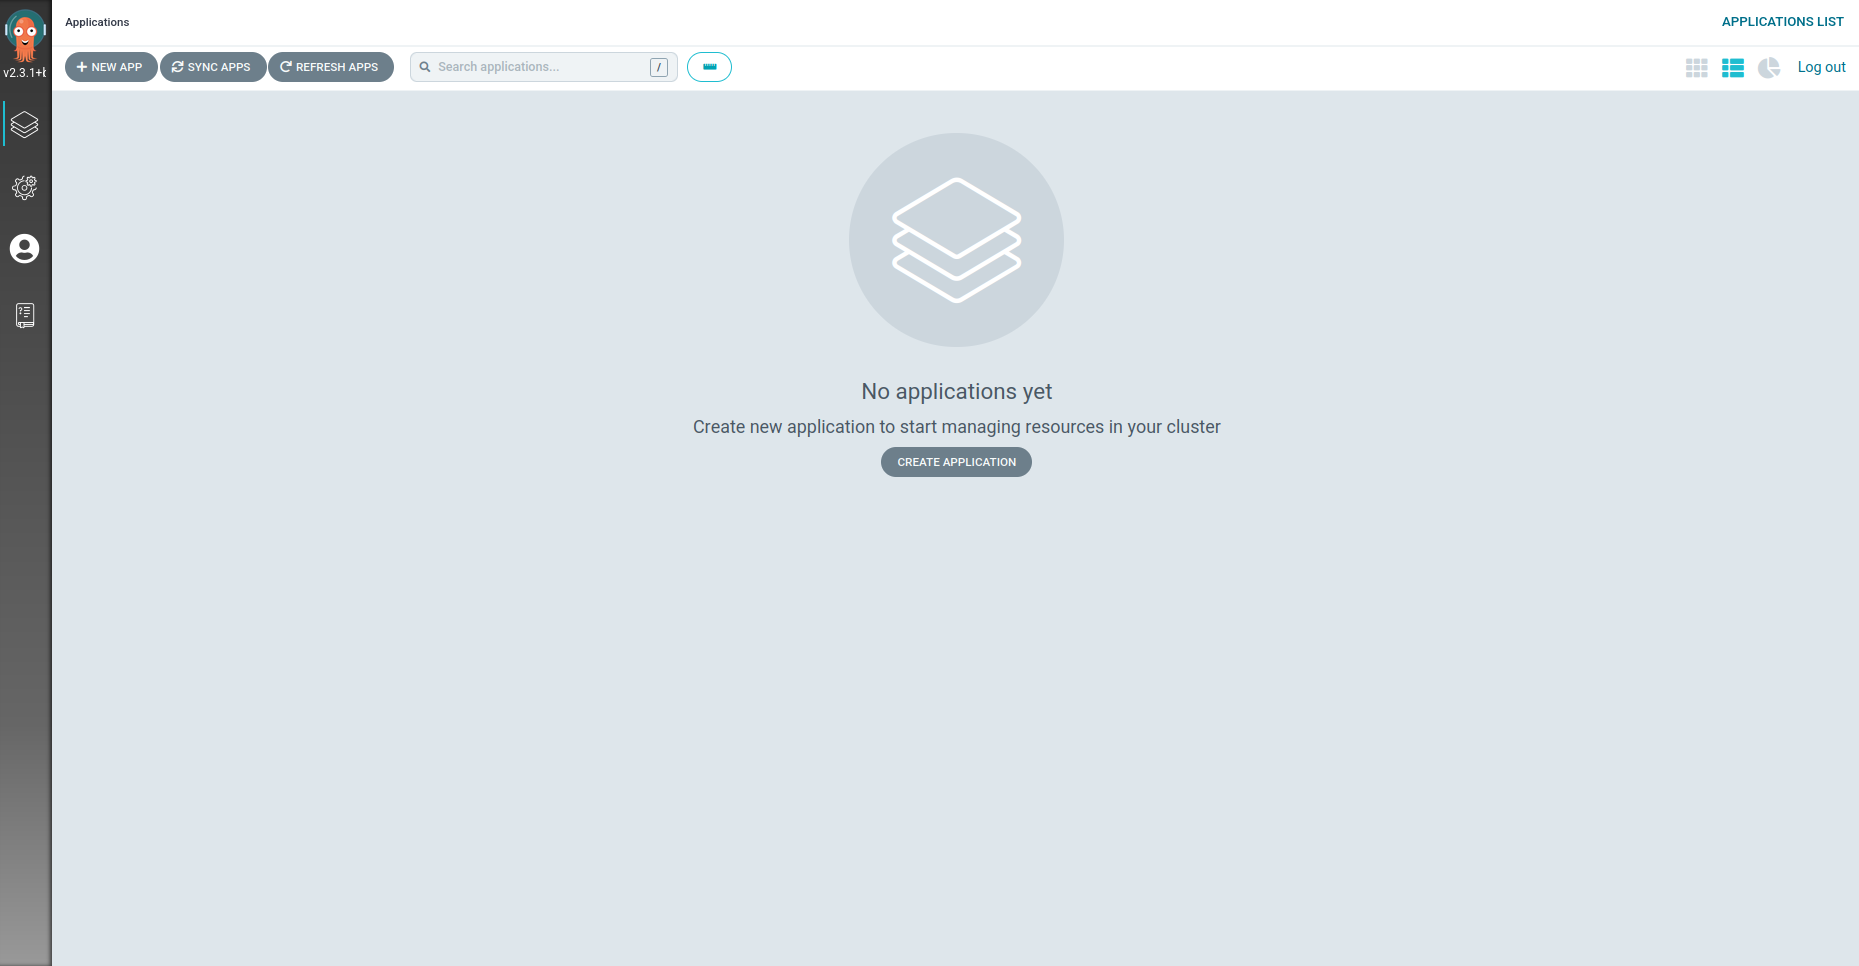 Applications
APPLICATIONS LIST
v2.3.1+
NEW APP
SYNC APPS
REFRESH APPS
Search applications...
/
Log out
No applications yet
Create new application to start managing resources in your cluster
CREATE APPLICATION